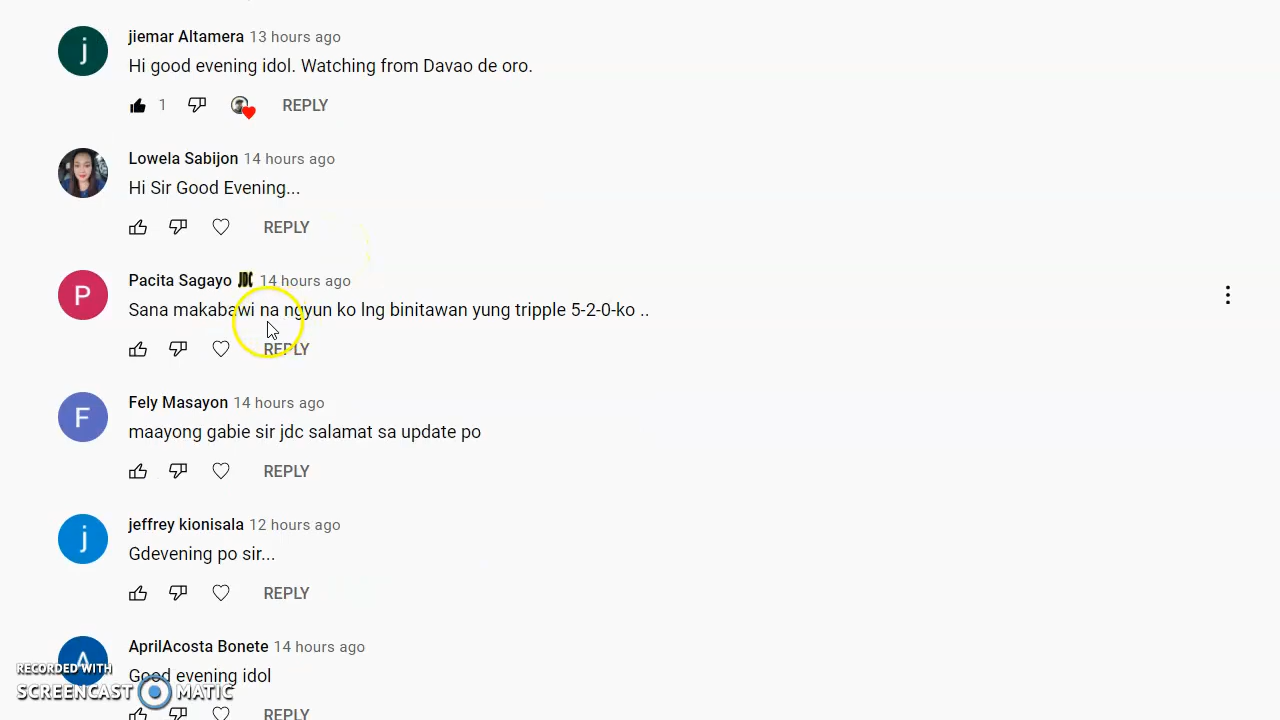 j
jiemar Altamera 13 hours ago
Hi good evening idol. Watching from Davao de oro.
1 REPLY
Lowela Sabijon 14 hours ago
Hi Sir Good Evening...
REPLY
P
Pacita Sagayo JDC 14 hours ago
Sana makabawi na ngyun ko lng binitawan yung tripple 5-2-0-ko ..
REPLY
F
Fely Masayon 14 hours ago
maayong gabie sir jdc salamat sa update po
REPLY
j
jeffrey kionisala 12 hours ago
Gdevening po sir...
REPLY
A
AprilAcosta Bonete 14 hours ago
Good evening idol
REPLY
RECORDED WITH
SCREENCAST MATIC